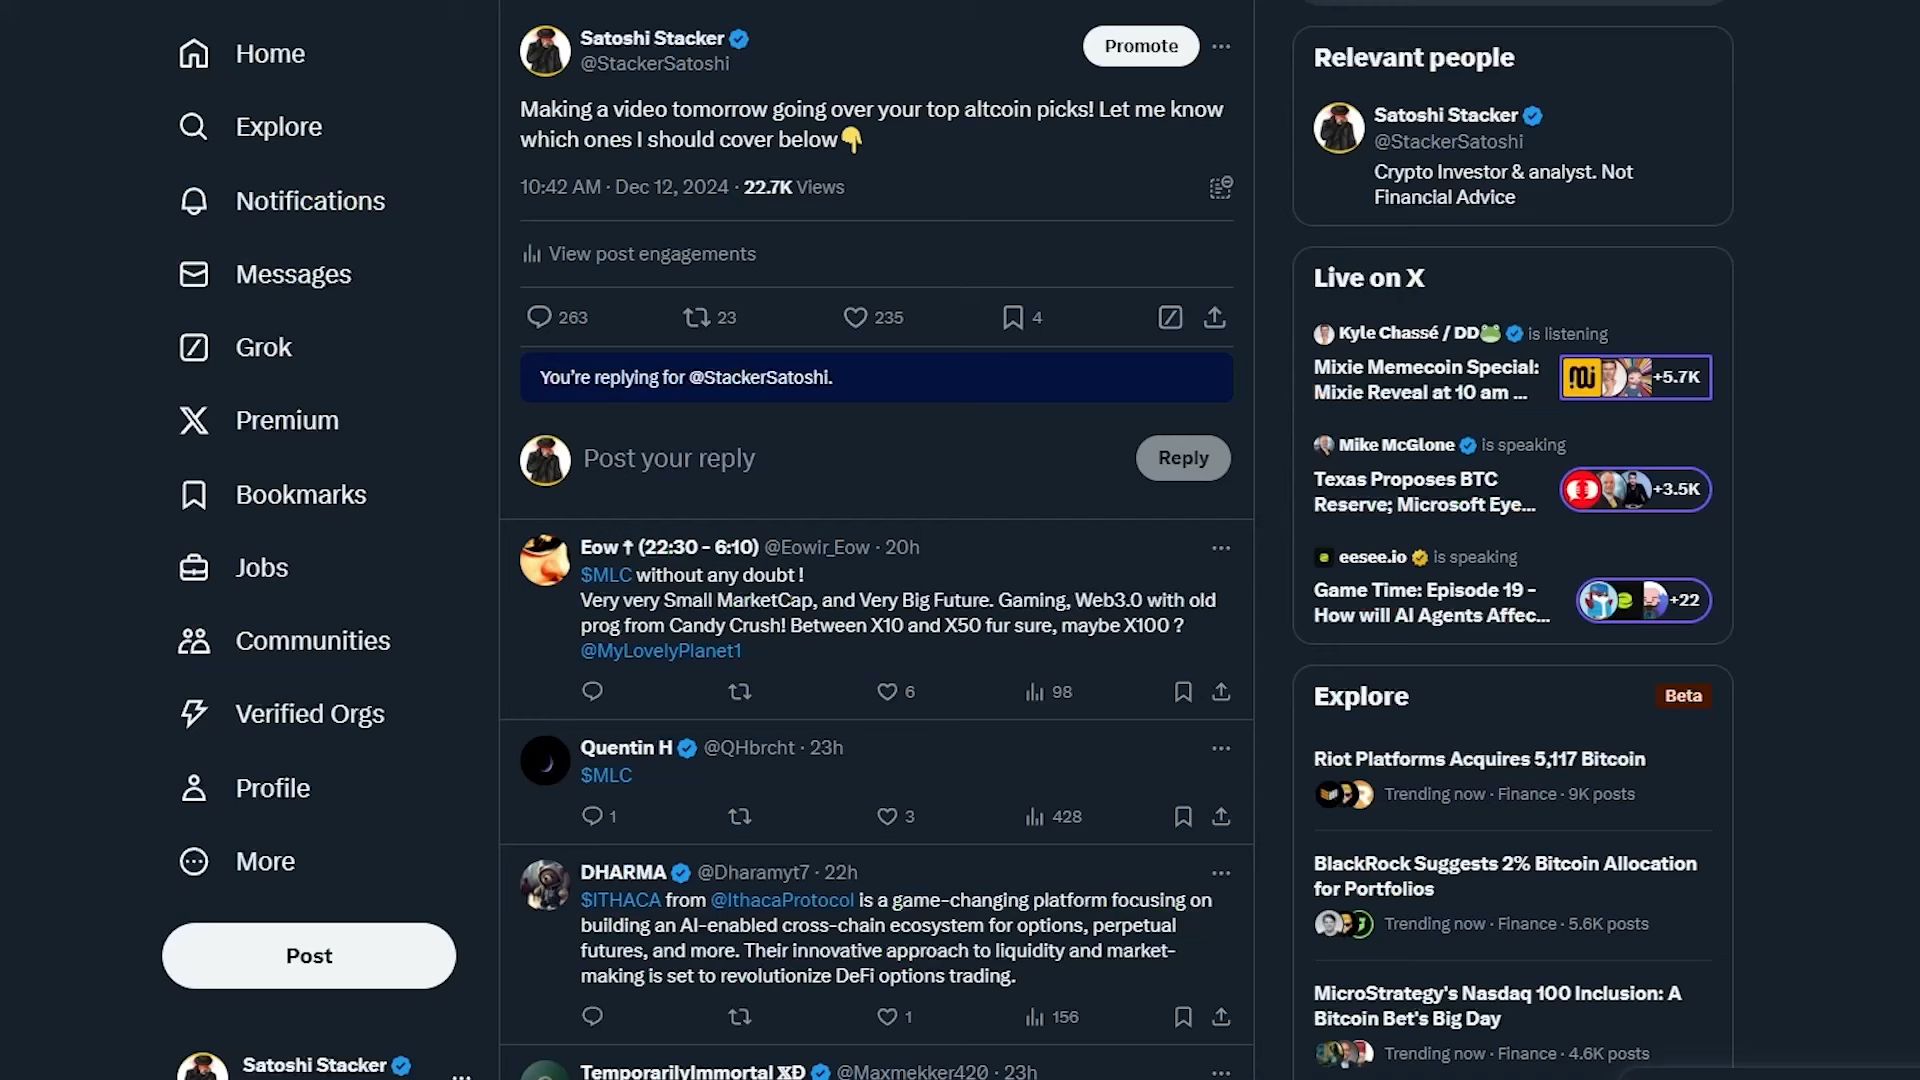 Home
Explore
Notifications
Messages
Grok
Premium
Bookmarks
Jobs
Communities
Verified Orgs
Profile
More
Post
Satoshi Stacker
Satoshi Stacker
@StackerSatoshi
Promote
Making a video tomorrow going over your top altcoin picks! Let me know
which ones I should cover below👇
10:42 AM · Dec 12, 2024 · 22.7K Views
View post engagements
263 23 235 4
You're replying for @StackerSatoshi.
Post your reply
Reply
Eow ✝ (22:30 - 6:10) @Eowir_Eow · 20h
$MLC without any doubt !
Very very Small MarketCap, and Very Big Future. Gaming, Web3.0 with old
prog from Candy Crush! Between X10 and X50 fur sure, maybe X100 ?
@MyLovelyPlanet1
6 98
Quentin H @QHbrcht · 23h
$MLC
1 3 428
DHARMA @Dharamyt7 · 22h
$ITHACA from @IthacaProtocol is a game-changing platform focusing on
building an AI-enabled cross-chain ecosystem for options, perpetual
futures, and more. Their innovative approach to liquidity and market-
making is set to revolutionize DeFi options trading.
1 156
TemporarilyImmortal XĐ @Maxmekker420 · 23h
Relevant people
Satoshi Stacker
@StackerSatoshi
Crypto Investor & analyst. Not
Financial Advice
Live on X
Kyle Chassé / DD🐸 is listening
Mixie Memecoin Special:
Mixie Reveal at 10 am ...
+5.7K
Mike McGlone is speaking
Texas Proposes BTC
Reserve; Microsoft Eye...
+3.5K
eesee.io is speaking
Game Time: Episode 19 -
How will AI Agents Affec...
+22
Explore
Beta
Riot Platforms Acquires 5,117 Bitcoin
Trending now · Finance · 9K posts
BlackRock Suggests 2% Bitcoin Allocation
for Portfolios
Trending now · Finance · 5.6K posts
MicroStrategy's Nasdaq 100 Inclusion: A
Bitcoin Bet's Big Day
Trending now · Finance · 4.6K posts